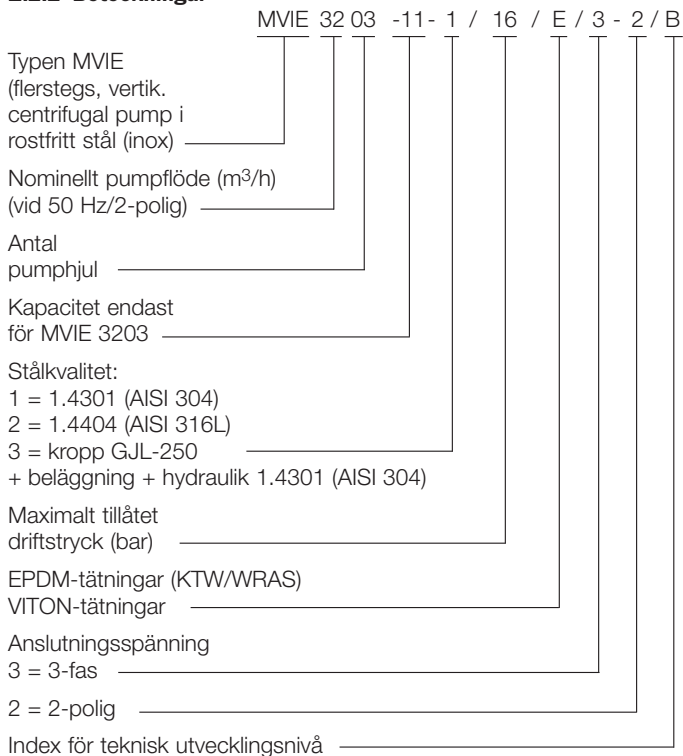 MVIE 32 03 -11- 1 / 16 / E / 3 - 2 / B
Typen MVIE
(flerstegs, vertik.
centrifugal pump i
rostfritt stål (inox)
Nominellt pumpflöde (m³/h)
(vid 50 Hz/2-polig)
Antal
pumphjul
Kapacitet endast
för MVIE 3203
Stålkvalitet:
1 = 1.4301 (AISI 304)
2 = 1.4404 (AISI 316L)
3 = kropp GJL-250
+ beläggning + hydraulik 1.4301 (AISI 304)
Maximalt tillåtet
driftstryck (bar)
EPDM-tätningar (KTW/WRAS)
VITON-tätningar
Anslutningsspänning
3 = 3-fas
2 = 2-polig
Index för teknisk utvecklingsnivå